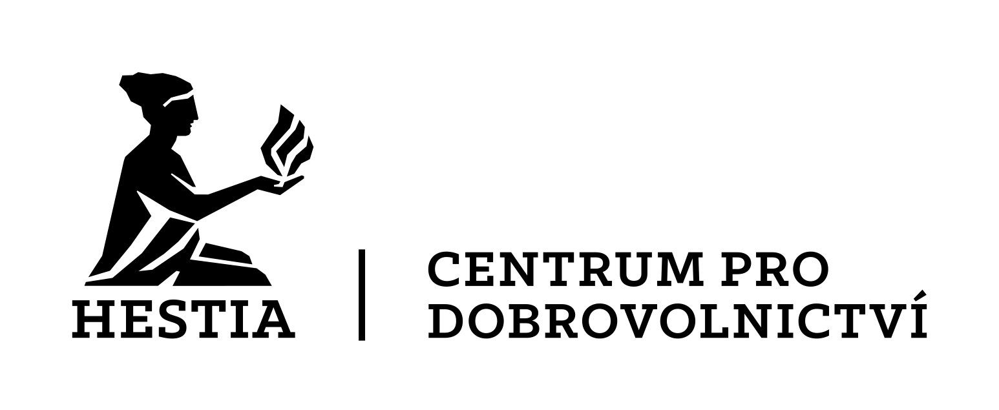 HESTIA
CENTRUM PRO
DOBROVOLNICTVÍ